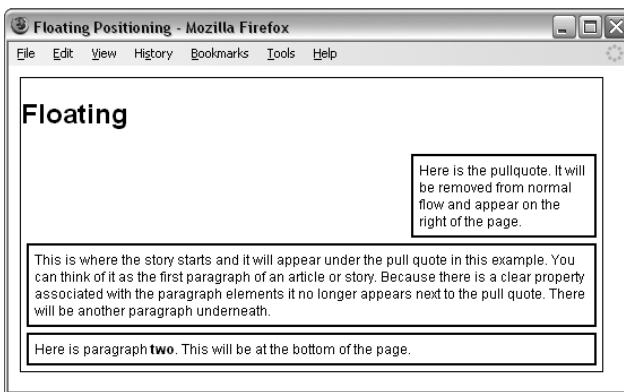 Floating Positioning - Mozilla Firefox
File Edit View History Bookmarks Tools Help
Floating
Here is the pullquote. It will
be removed from normal
flow and appear on the
right of the page.
This is where the story starts and it will appear under the pull quote in this example. You
can think of it as the first paragraph of an article or story. Because there is a clear property
associated with the paragraph elements it no longer appears next to the pull quote. There
will be another paragraph underneath.
Here is paragraph two. This will be at the bottom of the page.